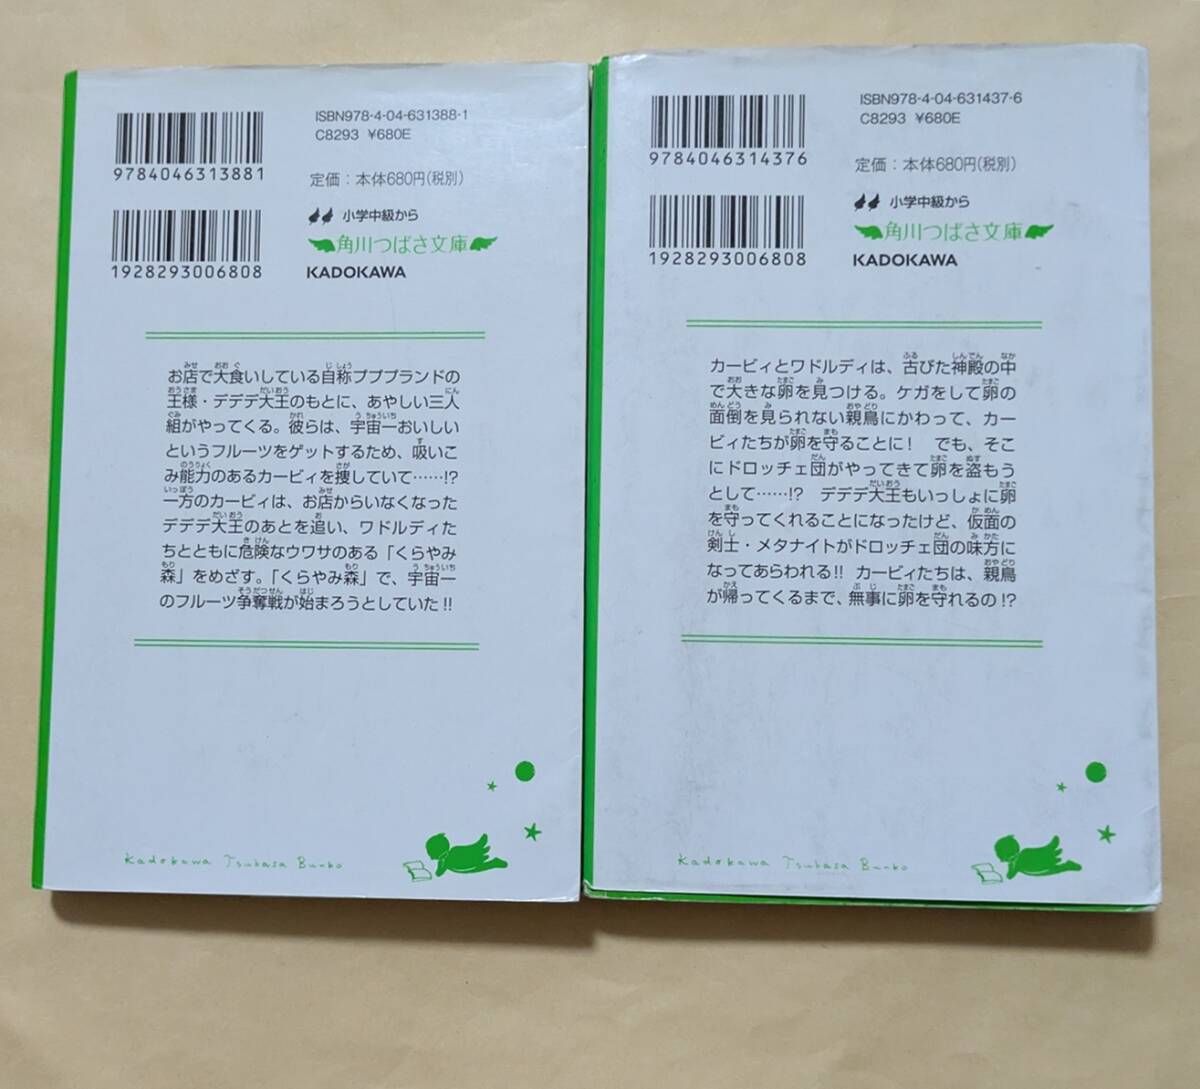 ISBN978-4-04-631388-1
C8293 ¥680E
9784046313881
定価：本体680円(税別)
小学中級から
角川つばさ文庫
1928293006808
KADOKAWA
お店で大食いしている自称プププランドの
王様・デデデ大王のもとに、あやしい三人
組がやってくる。彼らは、宇宙一おいしい
というフルーツをゲットするため、吸いこ
み能力のあるカービィを捜していて……!?
一方のカービィは、お店からいなくなった
デデデ大王のあとを追い、ワドルディた
ちとともに危険なウワサのある「くらやみ
森」をめざす。「くらやみ森」で、宇宙一
のフルーツ争奪戦が始まろうとしていた!!
Kadokawa Tsubasa Bunko
ISBN978-4-04-631437-6
C8293 ¥680E
9784046314376
定価：本体680円(税別)
小学中級から
角川つばさ文庫
1928293006808
KADOKAWA
カービィとワドルディは、古びた神殿の中
で大きな卵を見つける。ケガをして卵の
面倒を見られない親鳥にかわって、カー
ビィたちが卵を守ることに！ でも、そこ
にドロッチェ団がやってきて卵を盗もう
として……!? デデデ大王もいっしょに卵
を守ってくれることになったけど、仮面の
剣士・メタナイトがドロッチェ団の味方に
なってあらわれる!! カービィたちは、親鳥
が帰ってくるまで、無事に卵を守れるの!?
Kadokawa Tsubasa Bunko